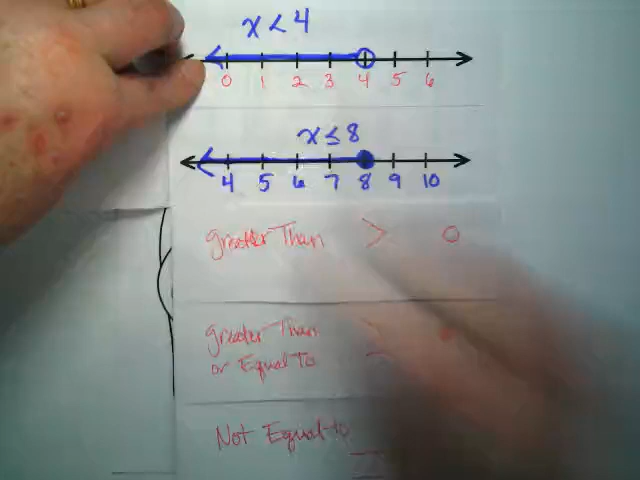 x < 4
0 1 2 3 4 5 6
x ≤ 8
4 5 6 7 8 9 10
greater Than > O
greater Than
or Equal To
Not Equal to